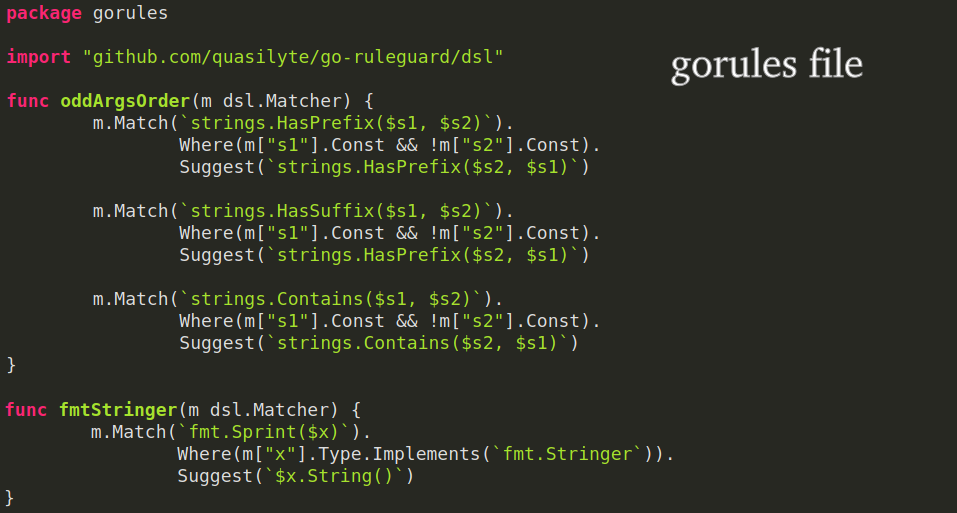 package gorules
import "github.com/quasilyte/go-ruleguard/dsl"
gorules file
func oddArgsOrder(m dsl.Matcher) {
        m.Match(`strings.HasPrefix($s1, $s2)`).
                Where(m["s1"].Const && !m["s2"].Const).
                Suggest(`strings.HasPrefix($s2, $s1)`)
        m.Match(`strings.HasSuffix($s1, $s2)`).
                Where(m["s1"].Const && !m["s2"].Const).
                Suggest(`strings.HasPrefix($s2, $s1)`)
        m.Match(`strings.Contains($s1, $s2)`).
                Where(m["s1"].Const && !m["s2"].Const).
                Suggest(`strings.Contains($s2, $s1)`)
}
func fmtStringer(m dsl.Matcher) {
        m.Match(`fmt.Sprint($x)`).
                Where(m["x"].Type.Implements(`fmt.Stringer`)).
                Suggest(`$x.String()`)
}